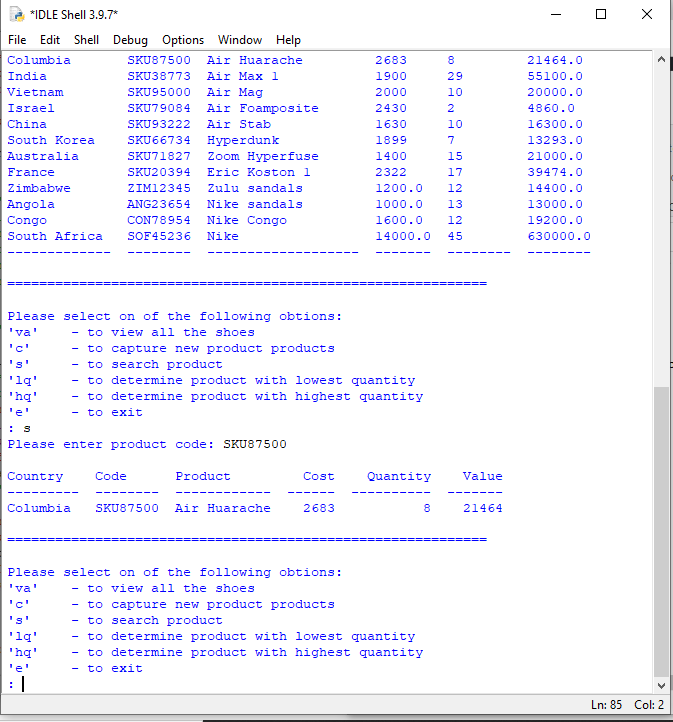 *IDLE Shell 3.9.7*
File Edit Shell Debug Options Window Help
Columbia SKU87500 Air Huarache 2683 8 21464.0
India SKU38773 Air Max 1 1900 29 55100.0
Vietnam SKU95000 Air Mag 2000 10 20000.0
Israel SKU79084 Air Foamposite 2430 2 4860.0
China SKU93222 Air Stab 1630 10 16300.0
South Korea SKU66734 Hyperdunk 1899 7 13293.0
Australia SKU71827 Zoom Hyperfuse 1400 15 21000.0
France SKU20394 Eric Koston 1 2322 17 39474.0
Zimbabwe ZIM12345 Zulu sandals 1200.0 12 14400.0
Angola ANG23654 Nike sandals 1000.0 13 13000.0
Congo CON78954 Nike Congo 1600.0 12 19200.0
South Africa SOF45236 Nike 14000.0 45 630000.0
------------- -------- ------------------- ------- -------- --------
============================================================
Please select on of the following obtions:
'va' - to view all the shoes
'c' - to capture new product products
's' - to search product
'lq' - to determine product with lowest quantity
'hq' - to determine product with highest quantity
'e' - to exit
: s
Please enter product code: SKU87500
Country Code Product Cost Quantity Value
--------- -------- ------------ ------ ---------- -------
Columbia SKU87500 Air Huarache 2683 8 21464
============================================================
Please select on of the following obtions:
'va' - to view all the shoes
'c' - to capture new product products
's' - to search product
'lq' - to determine product with lowest quantity
'hq' - to determine product with highest quantity
'e' - to exit
:
Ln: 85 Col: 2